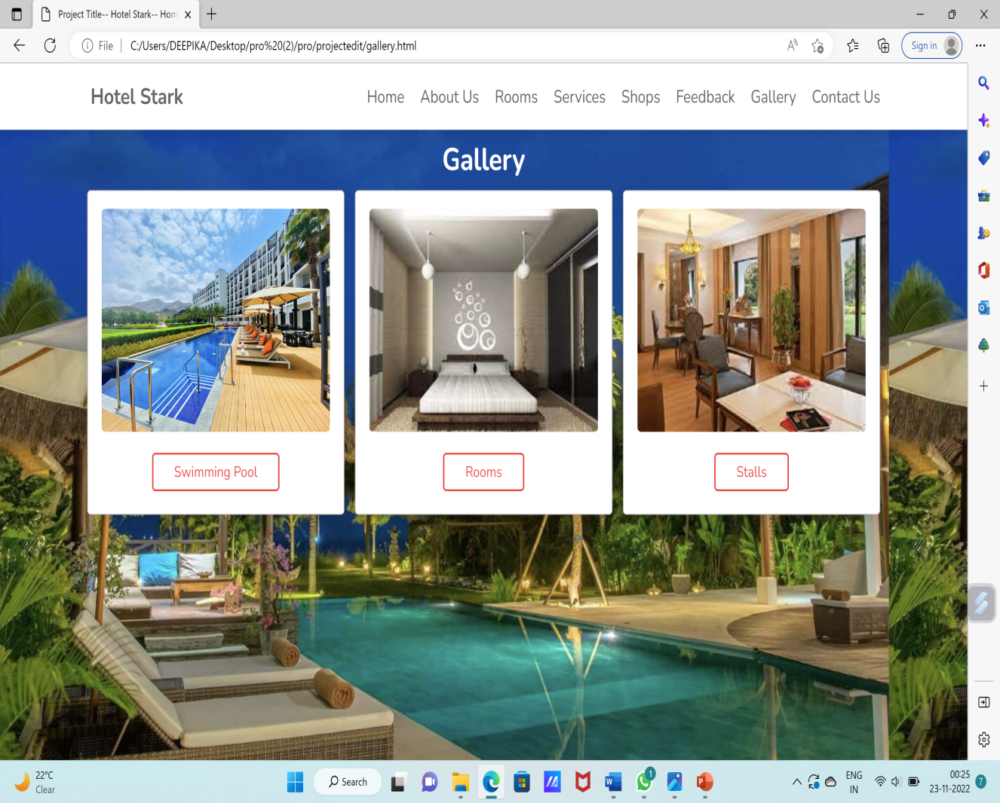 Project Title-- Hotel Stark-- Hom
File C:/Users/DEEPIKA/Desktop/pro%20(2)/pro/projectedit/gallery.html
Sign in
Hotel Stark Home About Us Rooms Services Shops Feedback Gallery Contact Us
Gallery
Swimming Pool Rooms Stalls
22°C
Clear
Search
1
ENG
IN
00:25
23-11-2022
7